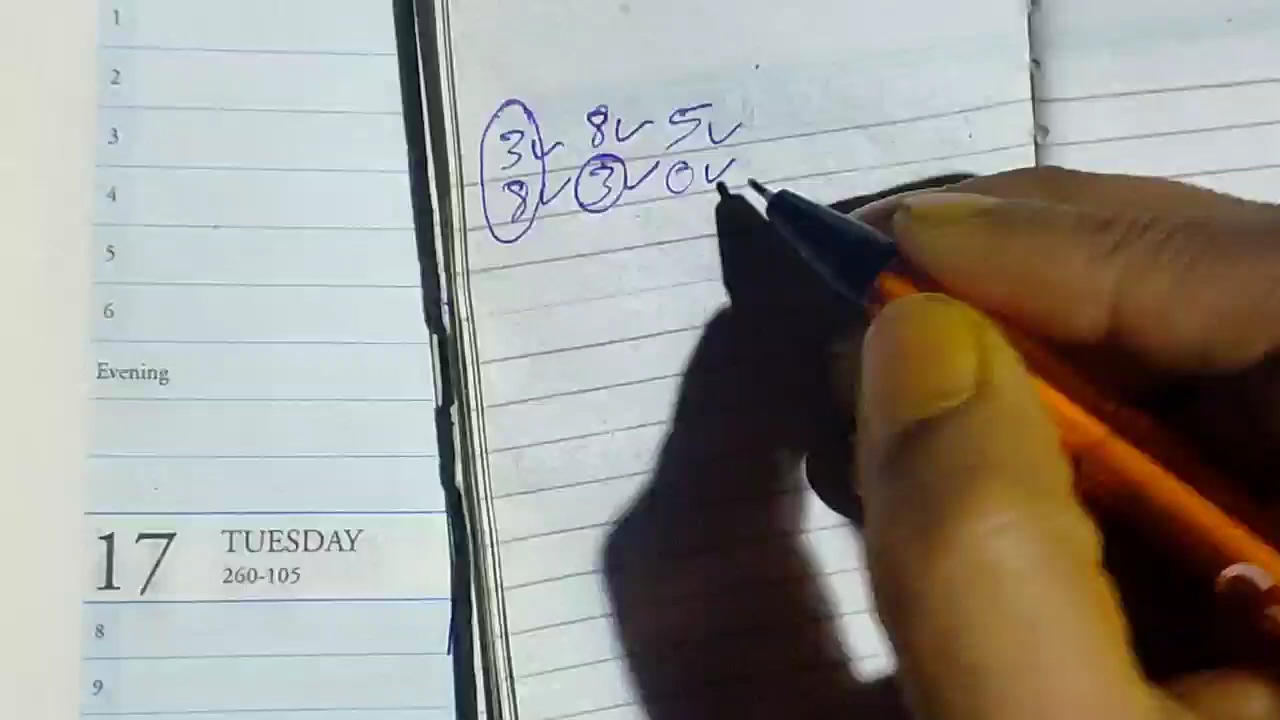 1
2
3
4
5
6
Evening
17 TUESDAY
260-105
8
9
3✓ 8✓ 5✓
8✓ 3✓ 0✓